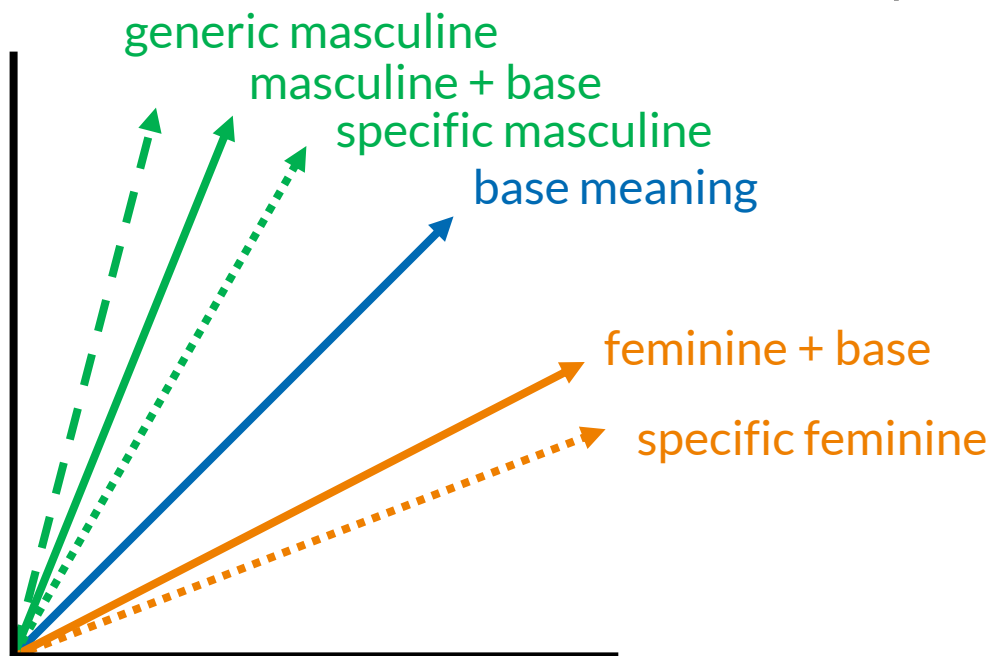 generic masculine
masculine + base
specific masculine
base meaning
feminine + base
specific feminine